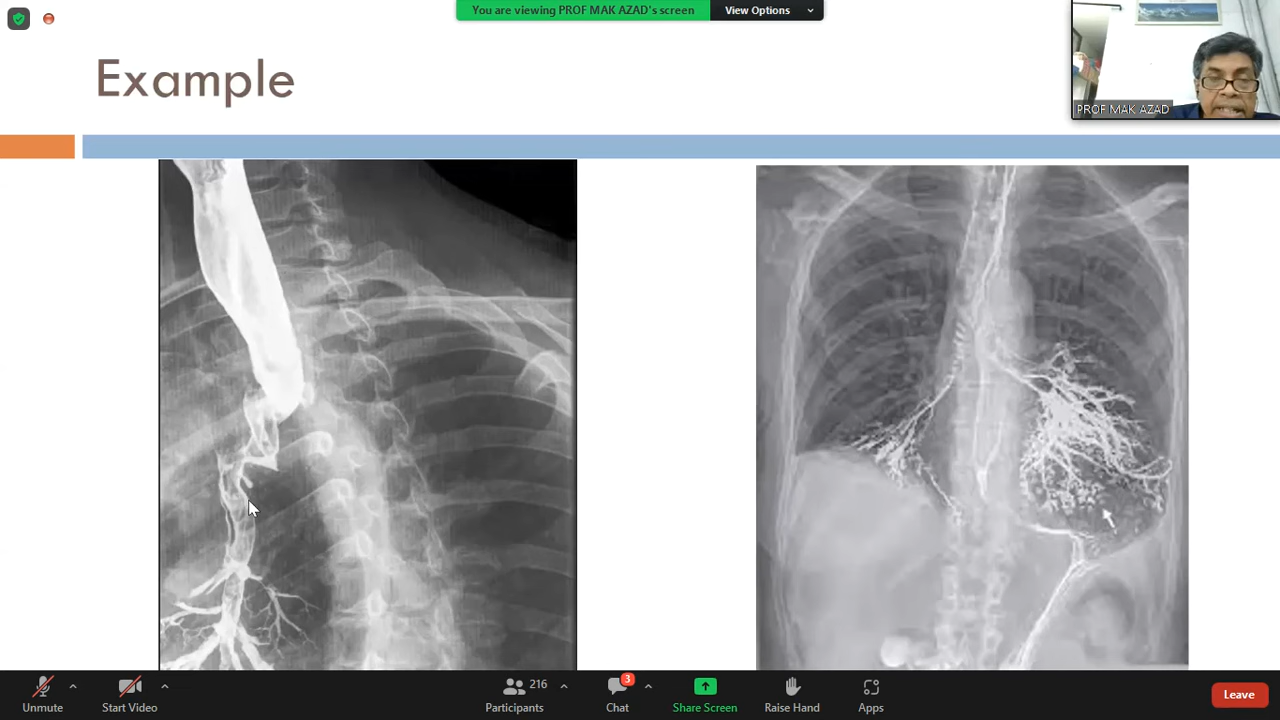 You are viewing PROF MAK AZAD's screen
View Options
Example
PROF MAK AZAD
Unmute
Start Video
216
Participants
3
Chat
Share Screen
Raise Hand
Apps
Leave